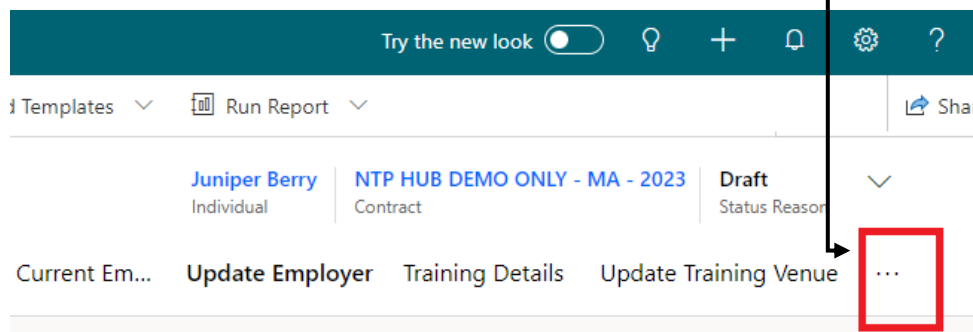 Try the new look
d Templates Run Report Sha
Juniper Berry NTP HUB DEMO ONLY - MA - 2023 Draft
Individual Contract Status Reason
Current Em... Update Employer Training Details Update Training Venue ...